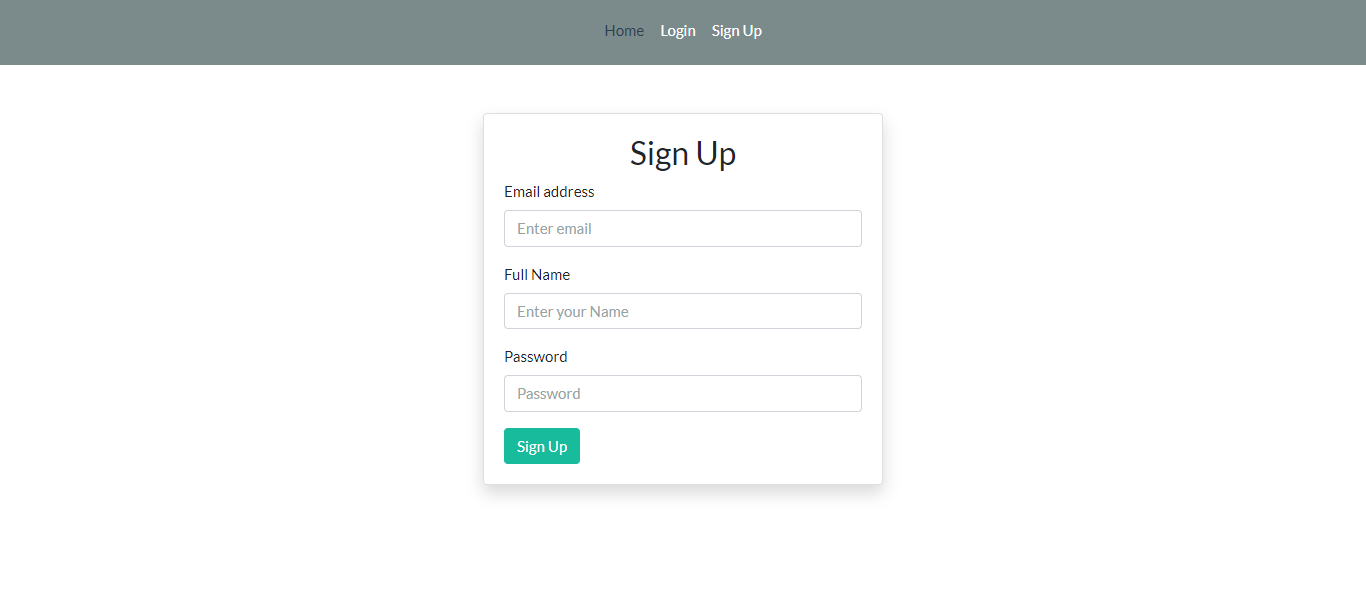 Home Login Sign Up
Sign Up
Email address
Enter email
Full Name
Enter your Name
Password
Password
Sign Up